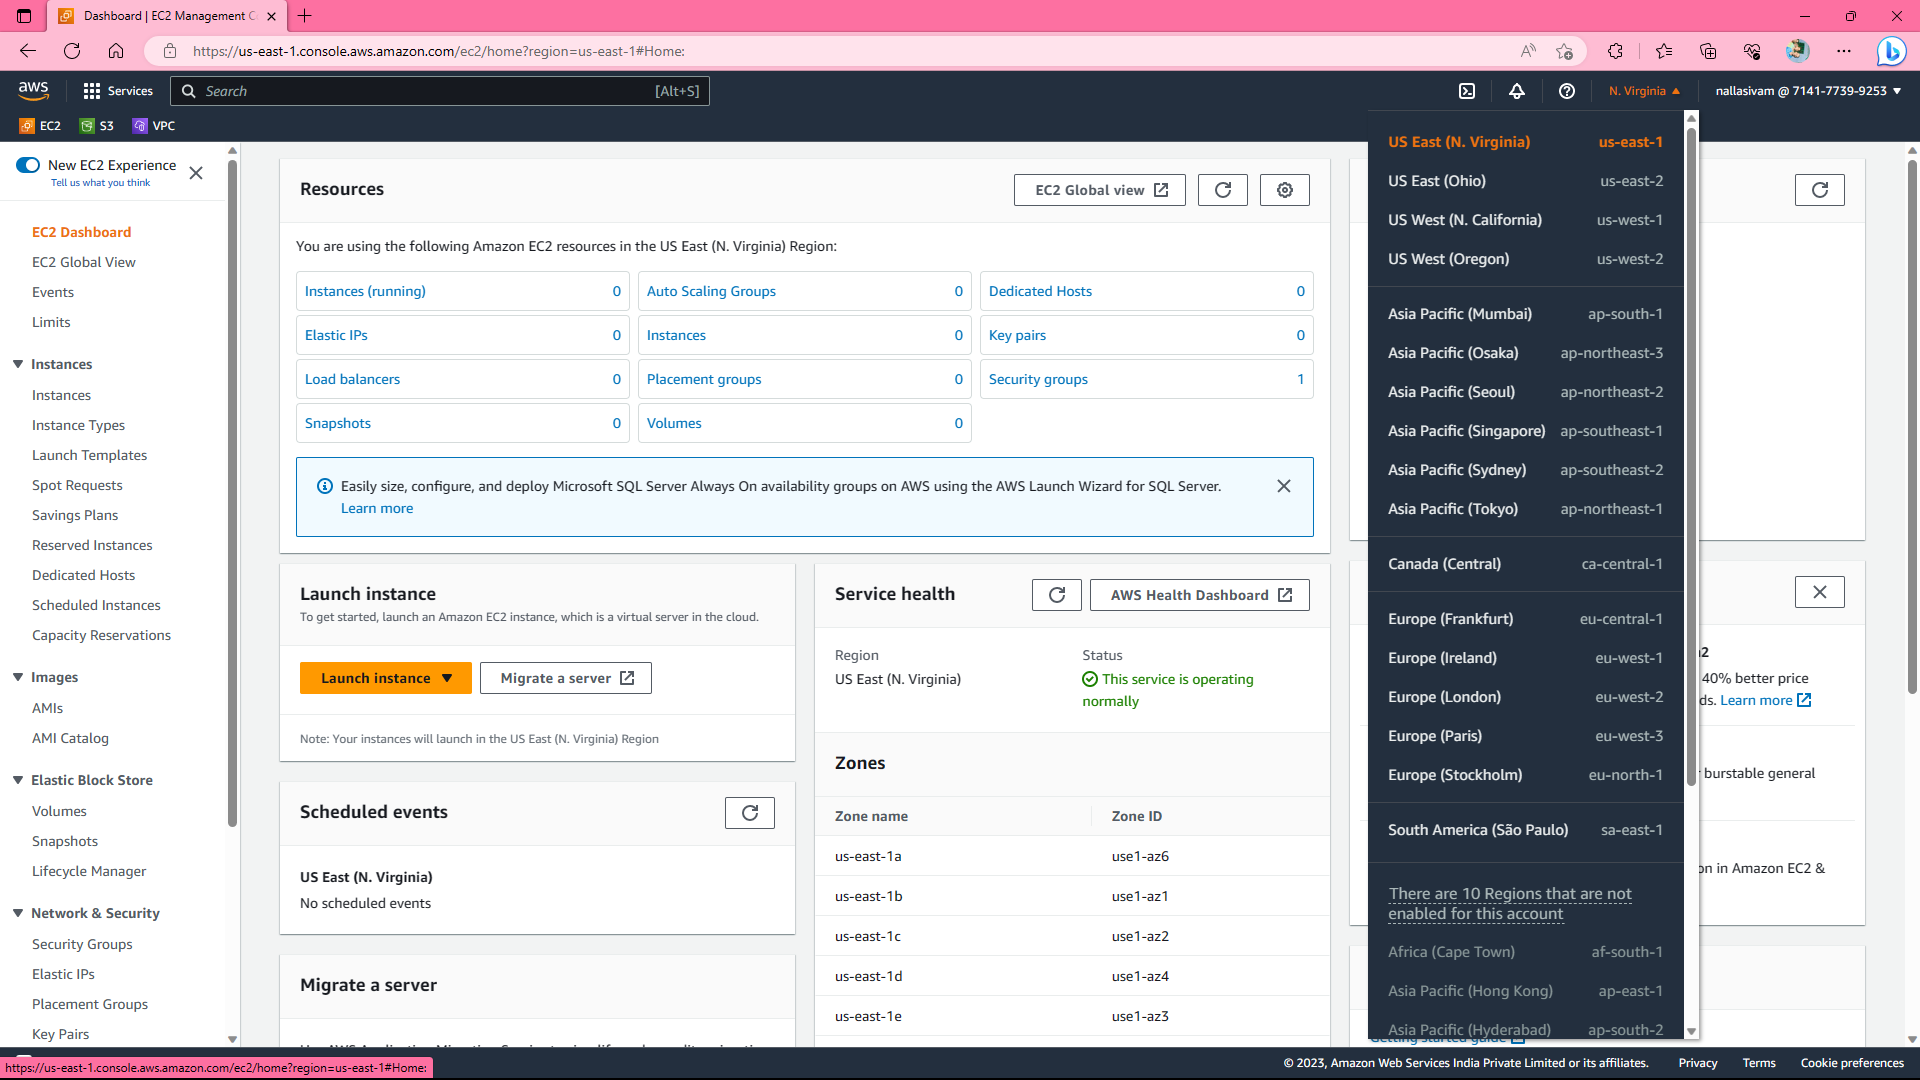 Dashboard | EC2 Management C
https://us-east-1.console.aws.amazon.com/ec2/home?region=us-east-1#Home:
aws
Services
Search
[Alt+S]
N. Virginia
nallasivam @ 7141-7739-9253
EC2
S3
VPC
New EC2 Experience
Tell us what you think
EC2 Dashboard
EC2 Global View
Events
Limits
Instances
Instances
Instance Types
Launch Templates
Spot Requests
Savings Plans
Reserved Instances
Dedicated Hosts
Scheduled Instances
Capacity Reservations
Images
AMIs
AMI Catalog
Elastic Block Store
Volumes
Snapshots
Lifecycle Manager
Network & Security
Security Groups
Elastic IPs
Placement Groups
Key Pairs
Resources
EC2 Global view
You are using the following Amazon EC2 resources in the US East (N. Virginia) Region:
Instances (running) 0
Auto Scaling Groups 0
Dedicated Hosts 0
Elastic IPs 0
Instances 0
Key pairs 0
Load balancers 0
Placement groups 0
Security groups 1
Snapshots 0
Volumes 0
Easily size, configure, and deploy Microsoft SQL Server Always On availability groups on AWS using the AWS Launch Wizard for SQL Server.
Learn more
Launch instance
To get started, launch an Amazon EC2 instance, which is a virtual server in the cloud.
Launch instance
Migrate a server
Note: Your instances will launch in the US East (N. Virginia) Region
Scheduled events
US East (N. Virginia)
No scheduled events
Migrate a server
Service health
AWS Health Dashboard
Region
US East (N. Virginia)
Status
This service is operating
normally
Zones
Zone name Zone ID
us-east-1a use1-az6
us-east-1b use1-az1
us-east-1c use1-az2
us-east-1d use1-az4
us-east-1e use1-az3
US East (N. Virginia) us-east-1
US East (Ohio) us-east-2
US West (N. California) us-west-1
US West (Oregon) us-west-2
Asia Pacific (Mumbai) ap-south-1
Asia Pacific (Osaka) ap-northeast-3
Asia Pacific (Seoul) ap-northeast-2
Asia Pacific (Singapore) ap-southeast-1
Asia Pacific (Sydney) ap-southeast-2
Asia Pacific (Tokyo) ap-northeast-1
Canada (Central) ca-central-1
Europe (Frankfurt) eu-central-1
Europe (Ireland) eu-west-1
Europe (London) eu-west-2
Europe (Paris) eu-west-3
Europe (Stockholm) eu-north-1
South America (São Paulo) sa-east-1
There are 10 Regions that are not
enabled for this account
Africa (Cape Town) af-south-1
Asia Pacific (Hong Kong) ap-east-1
Asia Pacific (Hyderabad) ap-south-2
40% better price
ds. Learn more
burstable general
on in Amazon EC2 &
Getting started guide
https://us-east-1.console.aws.amazon.com/ec2/home?region=us-east-1#Home:
© 2023, Amazon Web Services India Private Limited or its affiliates.
Privacy
Terms
Cookie preferences